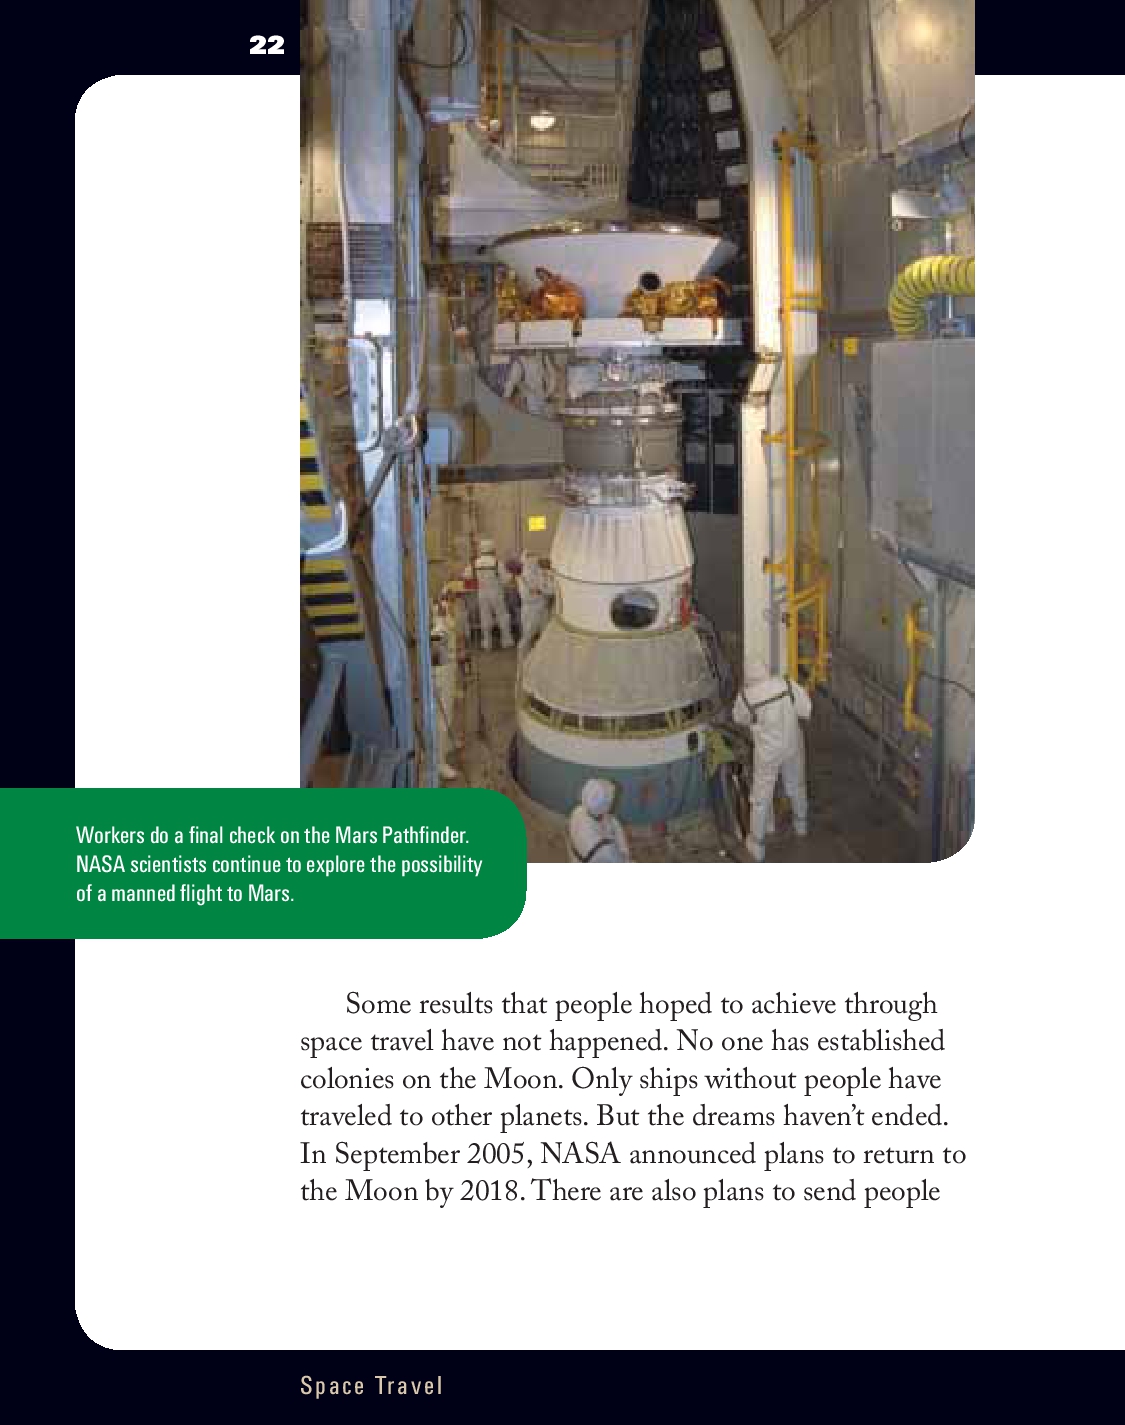 22
Workers do a final check on the Mars Pathfinder.
NASA scientists continue to explore the possibility
of a manned flight to Mars.
Some results that people hoped to achieve through
space travel have not happened. No one has established
colonies on the Moon. Only ships without people have
traveled to other planets. But the dreams haven’t ended.
In September 2005, NASA announced plans to return to
the Moon by 2018. There are also plans to send people
Space Travel